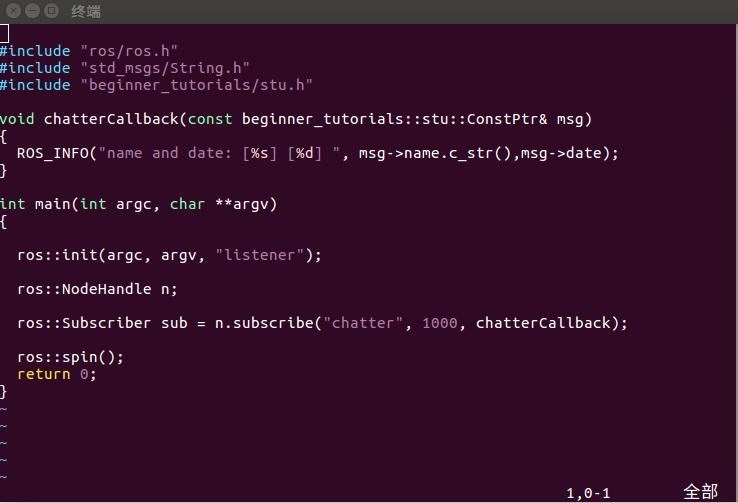 终端
#include "ros/ros.h"
#include "std_msgs/String.h"
#include "beginner_tutorials/stu.h"
void chatterCallback(const beginner_tutorials::stu::ConstPtr& msg)
{
  ROS_INFO("name and date: [%s] [%d] ", msg->name.c_str(),msg->date);
}
int main(int argc, char **argv)
{
  ros::init(argc, argv, "listener");
  ros::NodeHandle n;
  ros::Subscriber sub = n.subscribe("chatter", 1000, chatterCallback);
  ros::spin();
  return 0;
}
~
~
~
~
~
1,0-1 全部